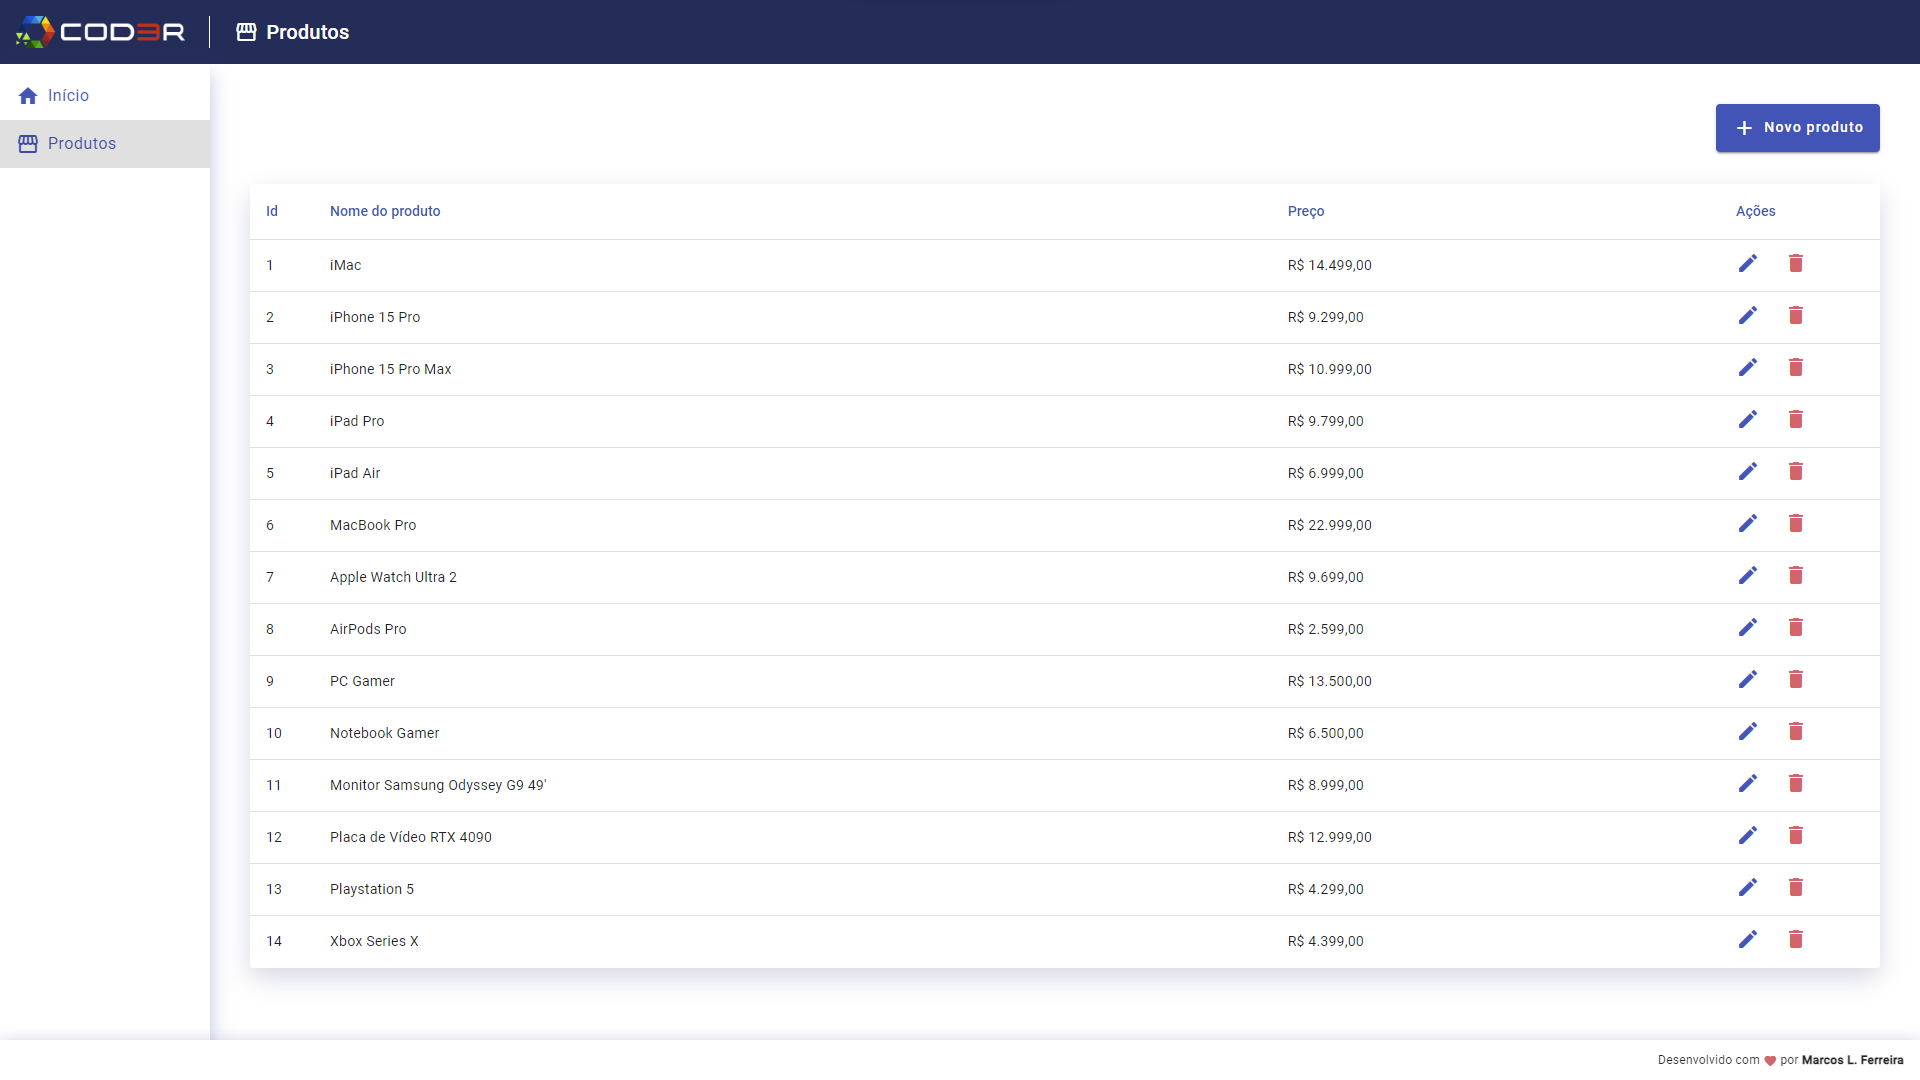 COD3R
Produtos
Início
Produtos
Novo produto
Id Nome do produto Preço Ações
1 iMac R$ 14.499,00
2 iPhone 15 Pro R$ 9.299,00
3 iPhone 15 Pro Max R$ 10.999,00
4 iPad Pro R$ 9.799,00
5 iPad Air R$ 6.999,00
6 MacBook Pro R$ 22.999,00
7 Apple Watch Ultra 2 R$ 9.699,00
8 AirPods Pro R$ 2.599,00
9 PC Gamer R$ 13.500,00
10 Notebook Gamer R$ 6.500,00
11 Monitor Samsung Odyssey G9 49' R$ 8.999,00
12 Placa de Vídeo RTX 4090 R$ 12.999,00
13 Playstation 5 R$ 4.299,00
14 Xbox Series X R$ 4.399,00
Desenvolvido com ❤ por Marcos L. Ferreira